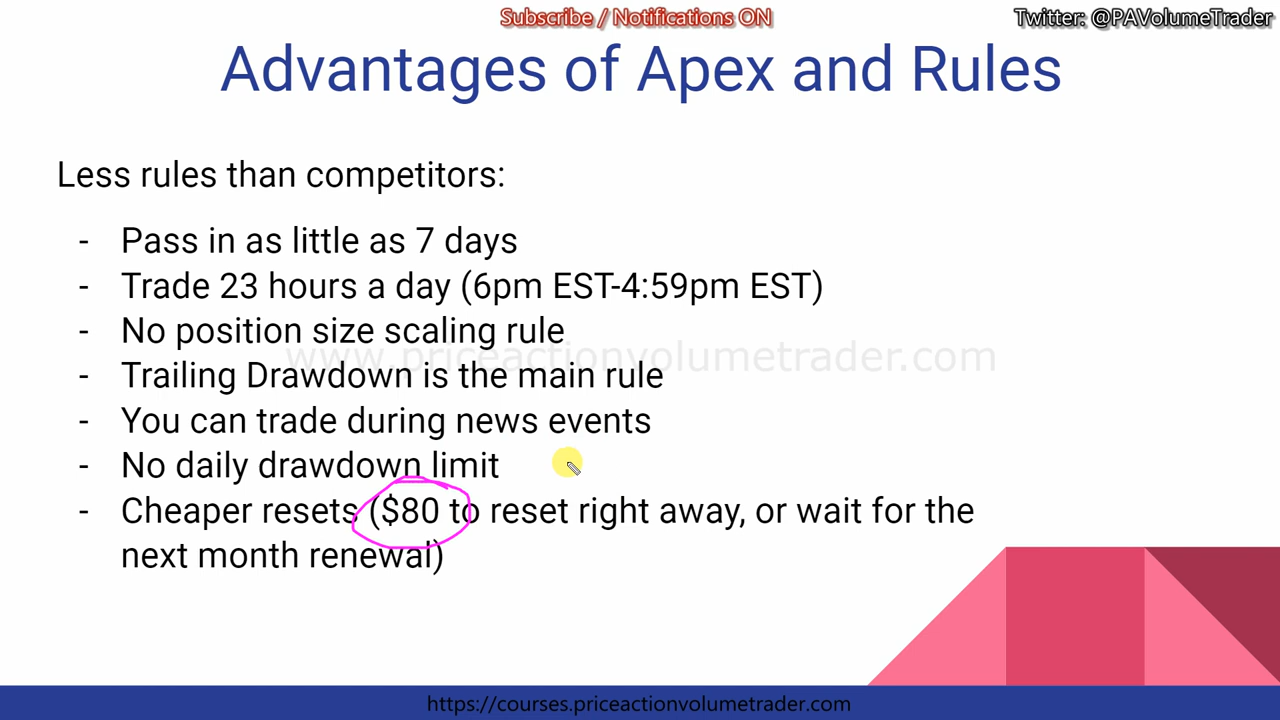 Subscribe / Notifications ON
Twitter: @PAVolumeTrader
Advantages of Apex and Rules
Less rules than competitors:
- Pass in as little as 7 days
- Trade 23 hours a day (6pm EST-4:59pm EST)
- No position size scaling rule
www.priceactionvolumetrader.com
- Trailing Drawdown is the main rule
- You can trade during news events
- No daily drawdown limit
- Cheaper resets ($80 to reset right away, or wait for the
next month renewal)
https://courses.priceactionvolumetrader.com